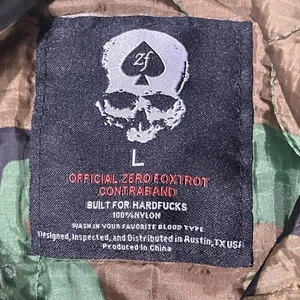 zf
L
OFFICIAL ZERO FOXTROT
CONTRABAND
BUILT FOR HARDFUCKS
100% NYLON
WASH IN YOUR FAVORITE BLOOD TYPE
Designed, Inspected, and Distributed in Austin, TX USA
Produced In China